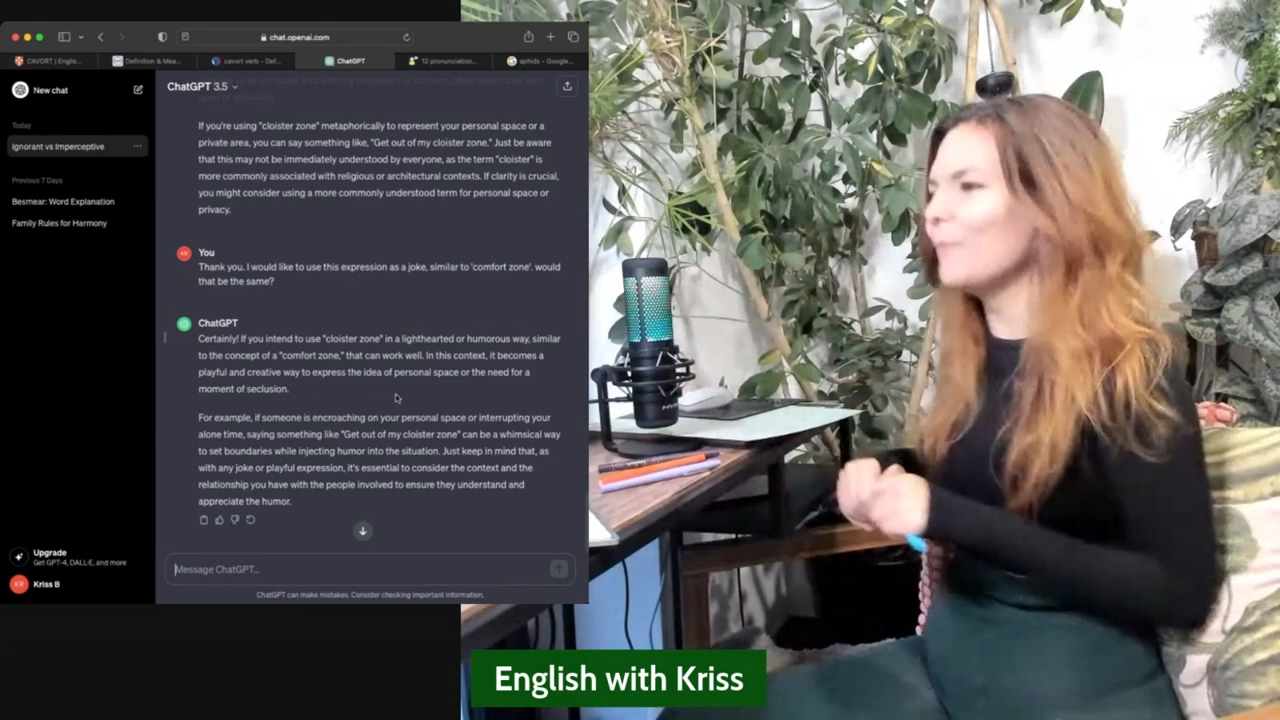 chat.openai.com
CAVORT | Englis...
Definition & Mea...
cavort verb - Def...
ChatGPT
12 pronunciation...
aphids - Google...
New chat
Today
Ignorant vs Imperceptive
Previous 7 Days
Besmear: Word Explanation
Family Rules for Harmony
Upgrade
Get GPT-4, DALL·E, and more
KR
Kriss B
ChatGPT 3.5
If you're using "cloister zone" metaphorically to represent your personal space or a
private area, you can say something like, "Get out of my cloister zone." Just be aware
that this may not be immediately understood by everyone, as the term "cloister" is
more commonly associated with religious or architectural contexts. If clarity is crucial,
you might consider using a more commonly understood term for personal space or
privacy.
KR
You
Thank you. I would like to use this expression as a joke, similar to 'comfort zone'. would
that be the same?
ChatGPT
Certainly! If you intend to use "cloister zone" in a lighthearted or humorous way, similar
to the concept of a "comfort zone," that can work well. In this context, it becomes a
playful and creative way to express the idea of personal space or the need for a
moment of seclusion.
For example, if someone is encroaching on your personal space or interrupting your
alone time, saying something like "Get out of my cloister zone" can be a whimsical way
to set boundaries while injecting humor into the situation. Just keep in mind that, as
with any joke or playful expression, it's essential to consider the context and the
relationship you have with the people involved to ensure they understand and
appreciate the humor.
Message ChatGPT...
ChatGPT can make mistakes. Consider checking important information.
English with Kriss